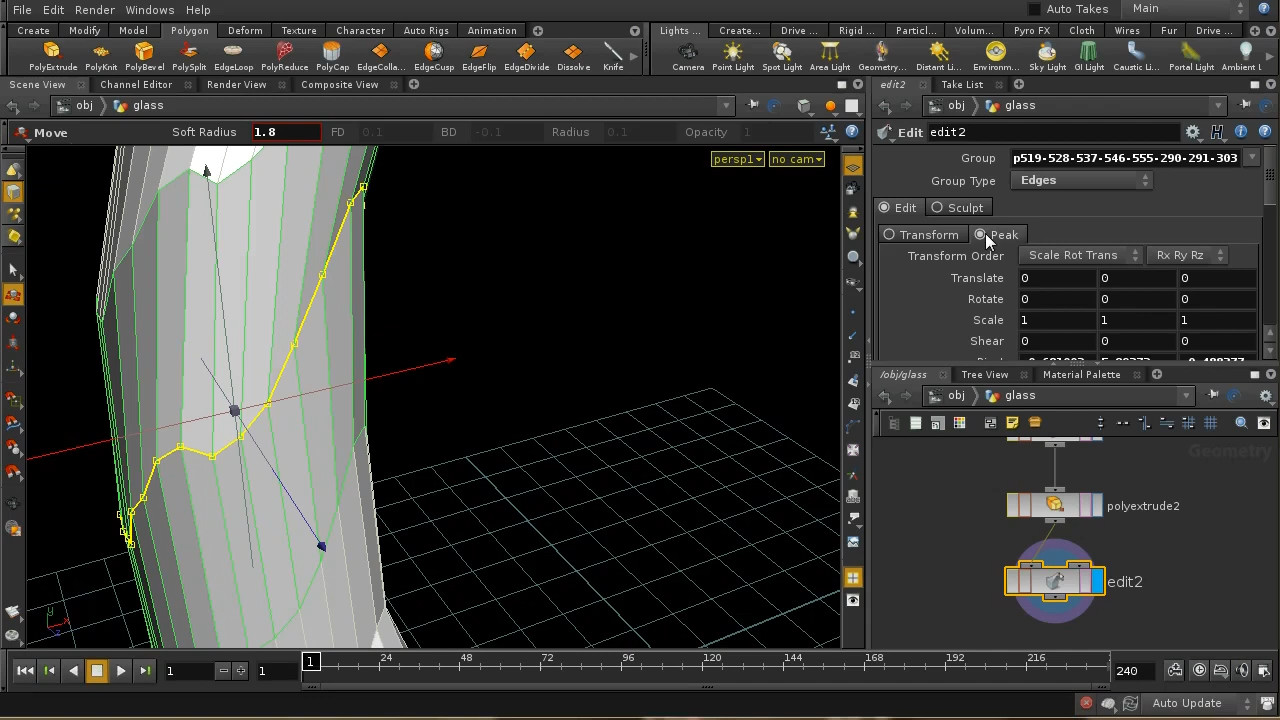 File Edit Render Windows Help
Auto Takes Main
Create Modify Model Polygon Deform Texture Character Auto Rigs Animation
Lights ... Create... Drive ... Rigid ... Particl... Volum... Pyro FX Cloth Wires Fur Drive ...
PolyExtrude PolyKnit PolyBevel PolySplit EdgeLoop PolyReduce PolyCap EdgeColla... EdgeCusp EdgeFlip EdgeDivide Dissolve Knife
Camera Point Light Spot Light Area Light Geometry... Distant Li... Environm... Sky Light GI Light Caustic Li... Portal Light Ambient L
Scene View Channel Editor Render View Composite View
edit2 Take List
obj glass
obj glass
Move Soft Radius 1.8 FD 0.1 BD -0.1 Radius 0.1 Opacity 1
Edit edit2
persp1 no cam
Group p519-528-537-546-555-290-291-303
Group Type Edges
Edit Sculpt
Transform Peak
Transform Order Scale Rot Trans Rx Ry Rz
Translate 0 0 0
Rotate 0 0 0
Scale 1 1 1
Shear 0 0 0
/obj/glass Tree View Material Palette
obj glass
Geometry
polyextrude2
edit2
y x z
1 1 1 24 48 72 96 120 144 168 192 216 240
Auto Update